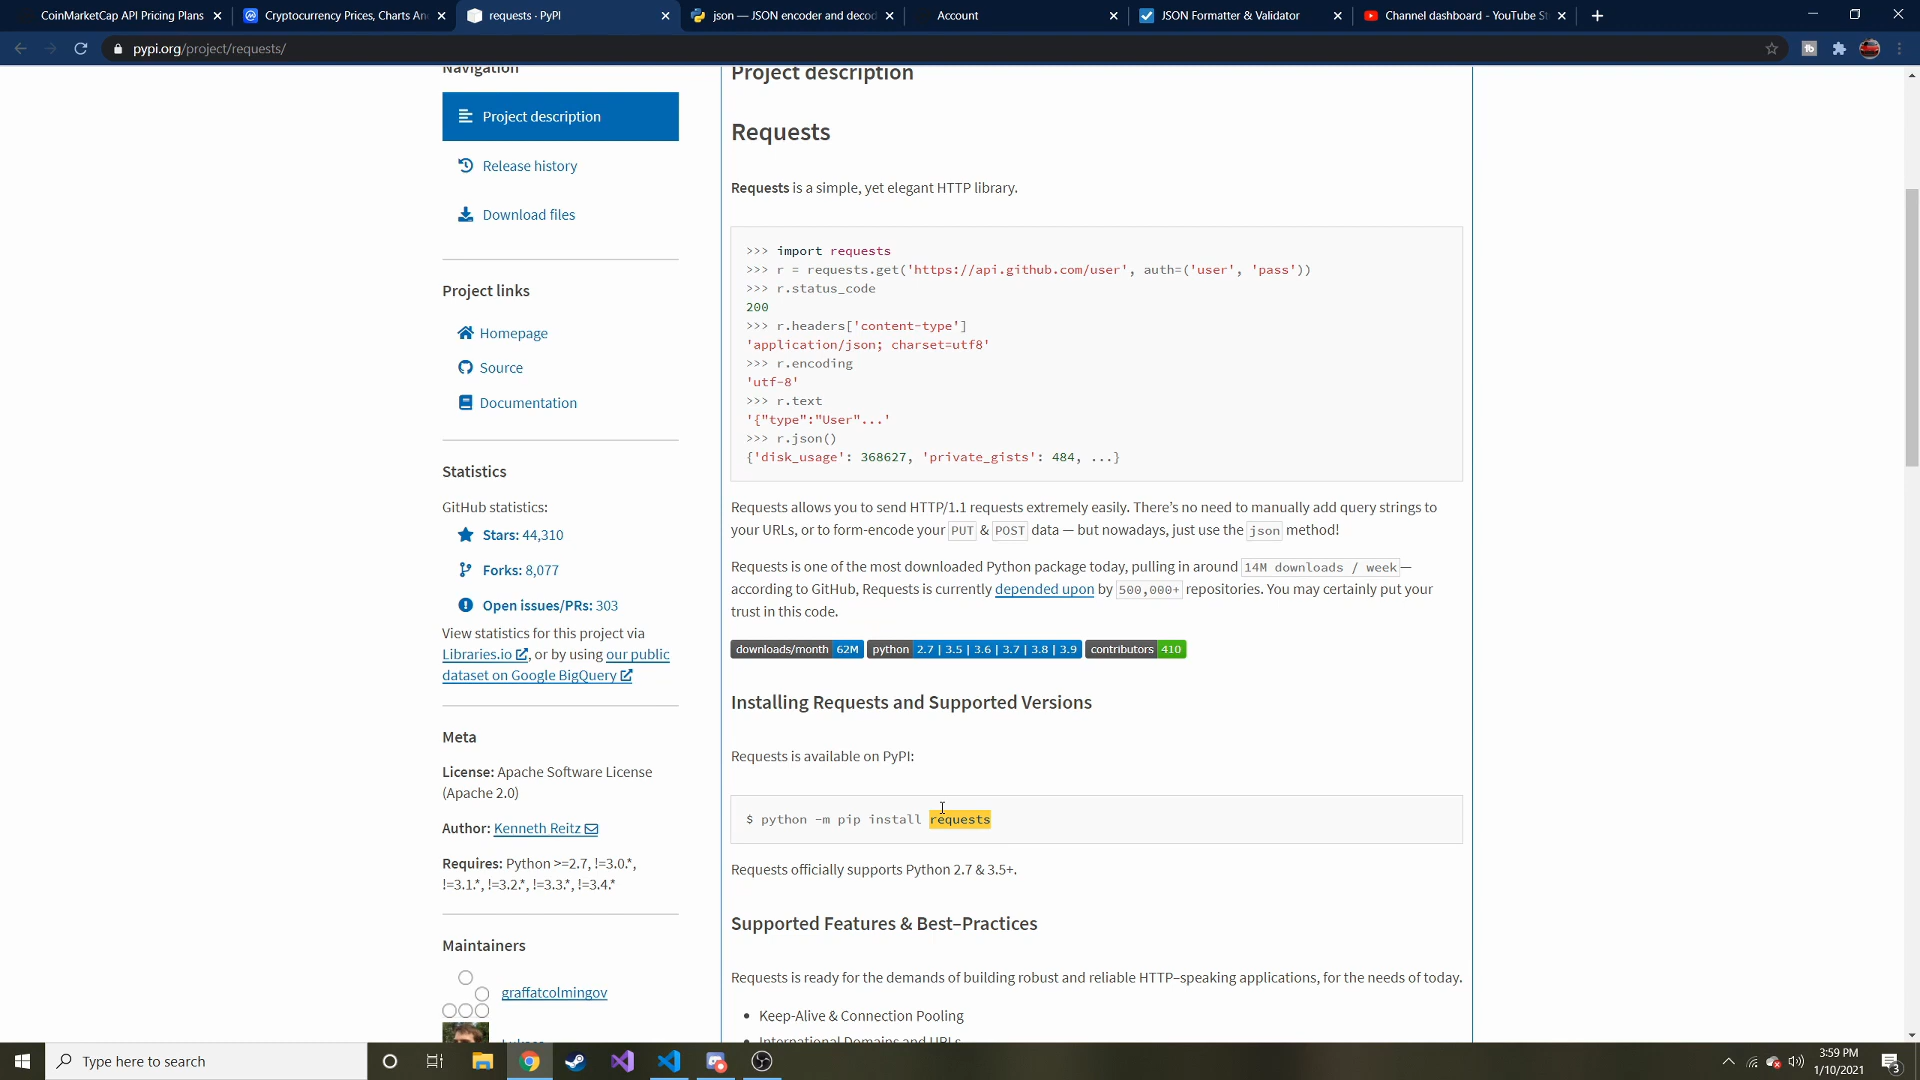 CoinMarketCap API Pricing Plans
Cryptocurrency Prices, Charts An
requests · PyPI
json — JSON encoder and decod
Account
JSON Formatter & Validator
Channel dashboard - YouTube St
pypi.org/project/requests/
Navigation
Project description
Release history
Download files
Project links
Homepage
Source
Documentation
Statistics
GitHub statistics:
Stars: 44,310
Forks: 8,077
Open issues/PRs: 303
View statistics for this project via
Libraries.io, or by using our public
dataset on Google BigQuery
Meta
License: Apache Software License
(Apache 2.0)
Author: Kenneth Reitz
Requires: Python >=2.7, !=3.0.*,
!=3.1.*, !=3.2.*, !=3.3.*, !=3.4.*
Maintainers
graffatcolmingov
Project description
Requests
Requests is a simple, yet elegant HTTP library.
>>> import requests
>>> r = requests.get('https://api.github.com/user', auth=('user', 'pass'))
>>> r.status_code
200
>>> r.headers['content-type']
'application/json; charset=utf8'
>>> r.encoding
'utf-8'
>>> r.text
'{"type":"User"...'
>>> r.json()
{'disk_usage': 368627, 'private_gists': 484, ...}
Requests allows you to send HTTP/1.1 requests extremely easily. There's no need to manually add query strings to
your URLs, or to form-encode your PUT & POST data — but nowadays, just use the json method!
Requests is one of the most downloaded Python package today, pulling in around 14M downloads / week—
according to GitHub, Requests is currently depended upon by 500,000+ repositories. You may certainly put your
trust in this code.
downloads/month 62M python 2.7 | 3.5 | 3.6 | 3.7 | 3.8 | 3.9 contributors 410
Installing Requests and Supported Versions
Requests is available on PyPI:
$ python -m pip install requests
Requests officially supports Python 2.7 & 3.5+.
Supported Features & Best–Practices
Requests is ready for the demands of building robust and reliable HTTP–speaking applications, for the needs of today.
• Keep-Alive & Connection Pooling
• International Domains and URLs
Type here to search
3:59 PM
1/10/2021
3